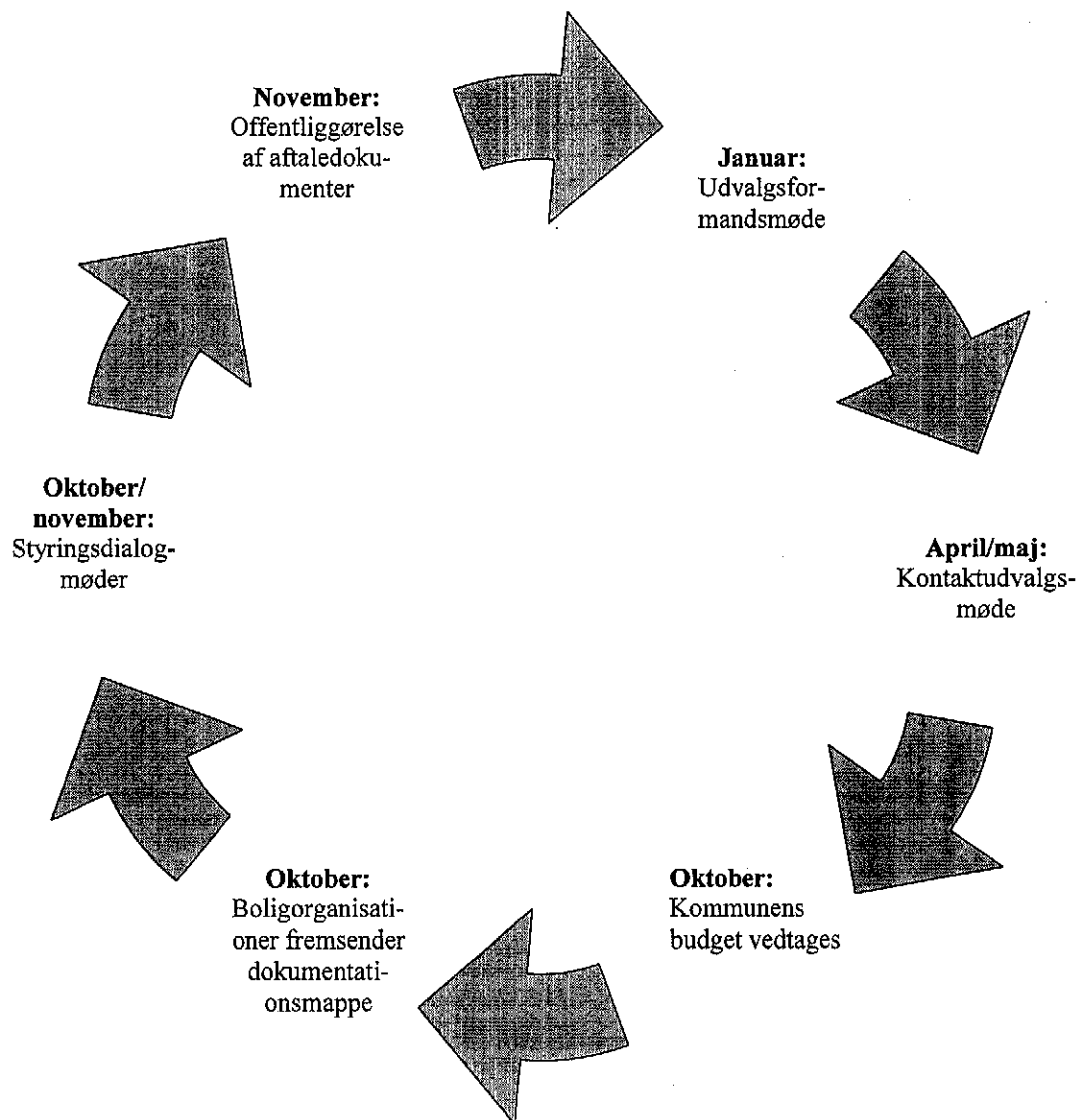 November:
Offentliggørelse
af aftaledoku-
menter
Januar:
Udvalgsfor-
mandsmøde
April/maj:
Kontaktudvalgs-
møde
Oktober:
Kommunens
budget vedtages
Oktober:
Boligorganisati-
oner fremsender
dokumentati-
onsmappe
Oktober/
november:
Styringsdialog-
møder